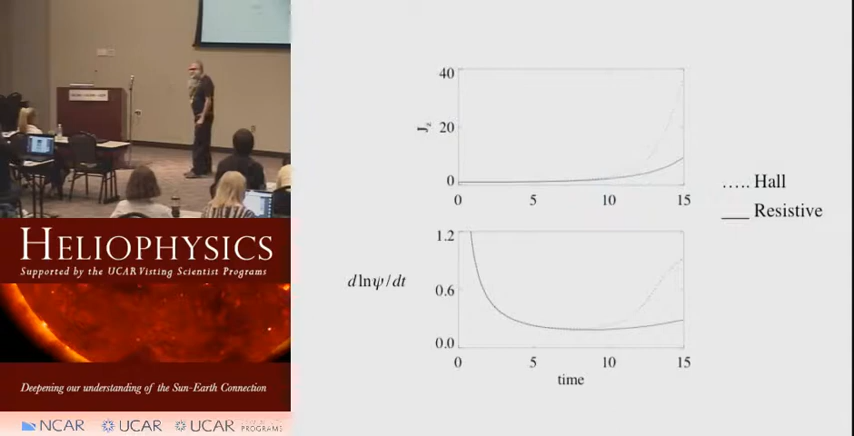 HELIOPHYSICS
Supported by the UCAR Visting Scientist Programs
Deepening our understanding of the Sun-Earth Connection
NCAR UCAR UCAR
PROGRAMS
40
20
0
J_z
0 5 10 15
..... Hall
___ Resistive
1.2
0.6
0.0
d lnψ/dt
0 5 10 15
time